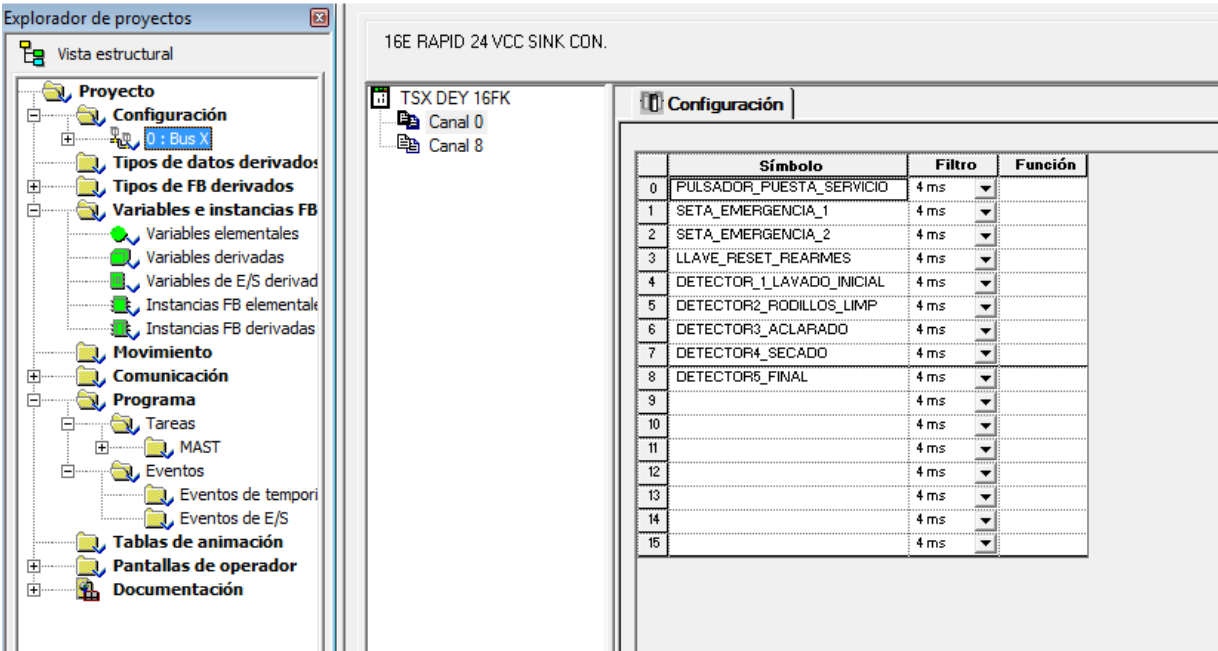 Explorador de proyectos
Vista estructural
Proyecto
Configuración
0 : Bus X
Tipos de datos derivados
Tipos de FB derivados
Variables e instancias FB
Variables elementales
Variables derivadas
Variables de E/S derivad
Instancias FB elementale
Instancias FB derivadas
Movimiento
Comunicación
Programa
Tareas
MAST
Eventos
Eventos de tempori
Eventos de E/S
Tablas de animación
Pantallas de operador
Documentación
16E RAPID 24 VCC SINK CON.
TSX DEY 16FK
Canal 0
Canal 8
Configuración
Símbolo Filtro Función
0 PULSADOR_PUESTA_SERVICIO 4 ms
1 SETA_EMERGENCIA_1 4 ms
2 SETA_EMERGENCIA_2 4 ms
3 LLAVE_RESET_REARMES 4 ms
4 DETECTOR_1_LAVADO_INICIAL 4 ms
5 DETECTOR2_RODILLOS_LIMP 4 ms
6 DETECTOR3_ACLARADO 4 ms
7 DETECTOR4_SECADO 4 ms
8 DETECTOR5_FINAL 4 ms
9 4 ms
10 4 ms
11 4 ms
12 4 ms
13 4 ms
14 4 ms
15 4 ms